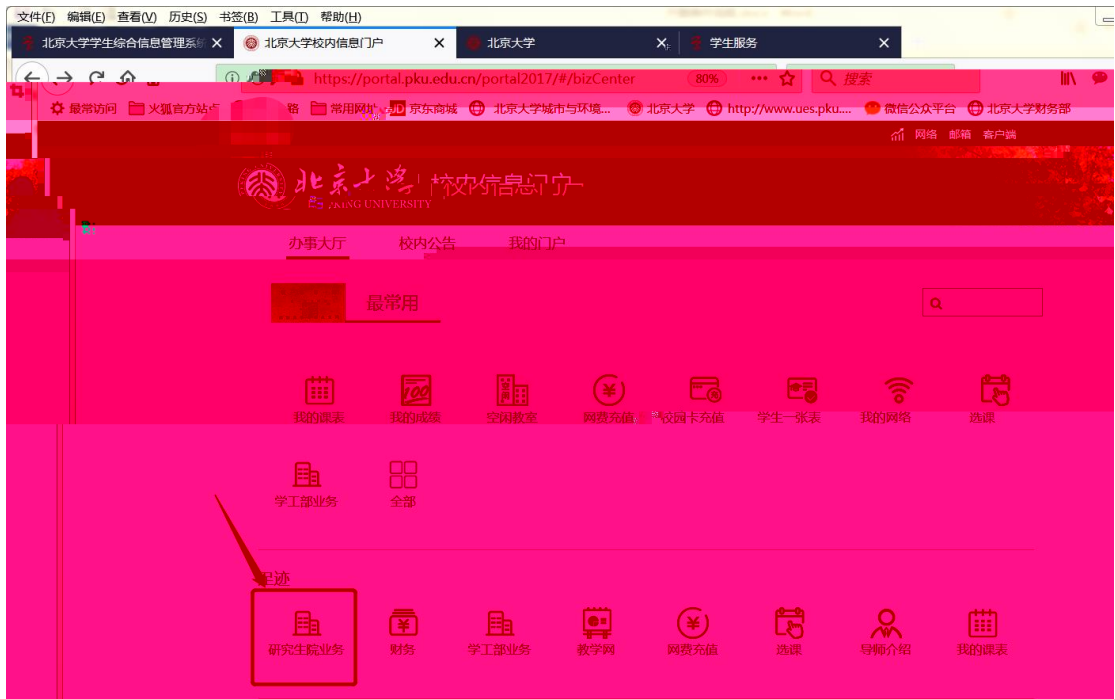 文件(F) 编辑(E) 查看(V) 历史(S) 书签(B) 工具(T) 帮助(H)
北京大学学生综合信息管理系统 北京大学校内信息门户 北京大学 学生服务
https://portal.pku.edu.cn/portal2017/#/bizCenter 80% 搜索
最常访问 火狐官方站点 常用网址 JD 京东商城 北京大学城市与环境... 北京大学 http://www.ues.pku.... 微信公众平台 北京大学财务部
网络 邮箱 客户端
北京大学 校内信息门户
PEKING UNIVERSITY
办事大厅 校内公告 我的门户
最常用
我的课表 我的成绩 空闲教室 网费充值 校园卡充值 学生一张表 我的网络 选课
学工部业务 全部
足迹
研究生院业务 财务 学工部业务 教学网 网费充值 选课 导师介绍 我的课表